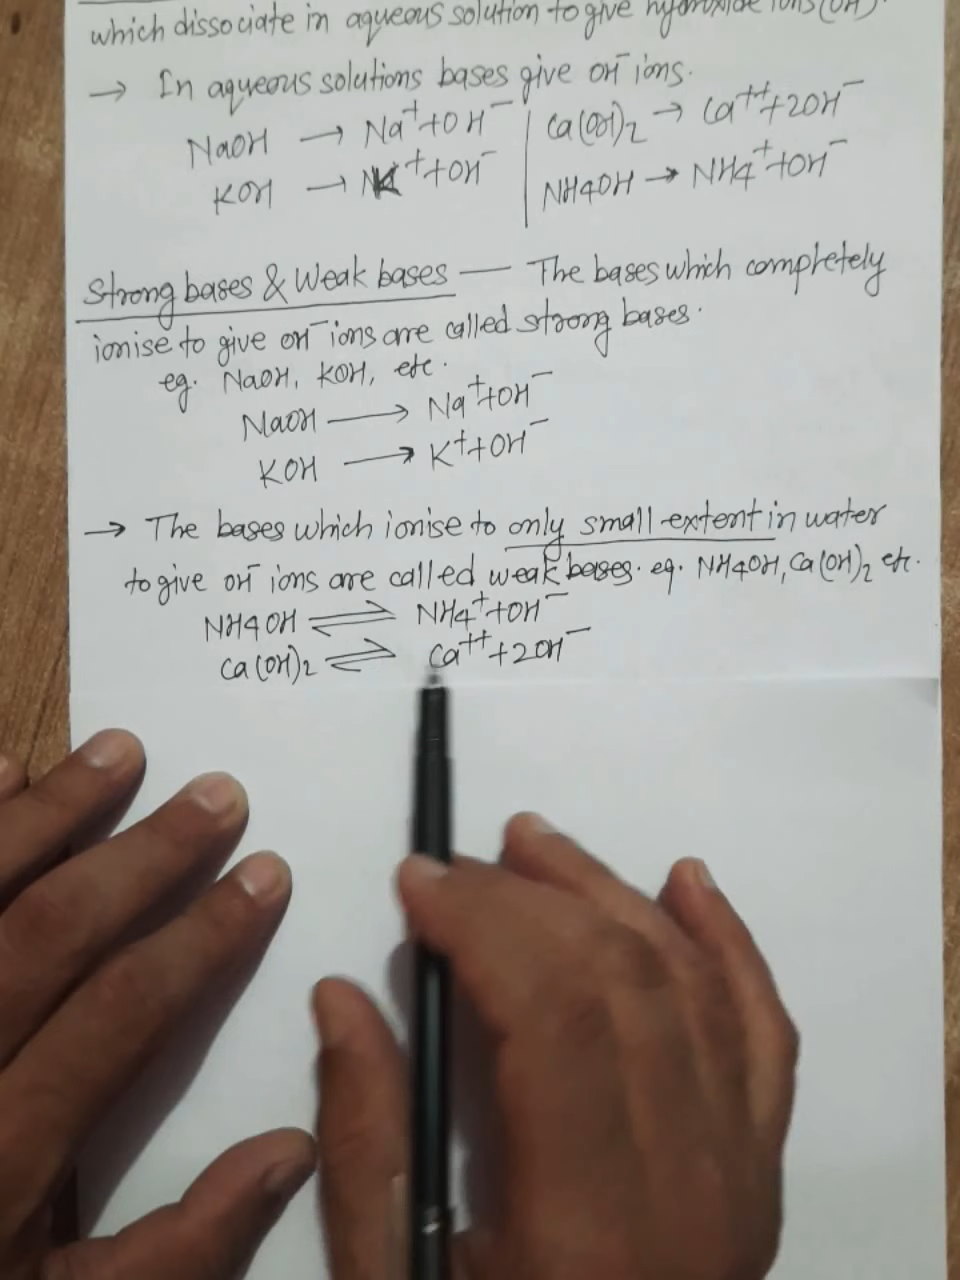 which dissociate in aqueous solution to give hydroxide ions (OH⁻).
→ In aqueous solutions bases give OH⁻ ions.
NaOH → Na⁺+OH⁻ | Ca(OH)₂ → Ca⁺⁺+2OH⁻
KOH → K⁺+OH⁻ | NH4OH → NH4⁺+OH⁻
Strong bases & Weak bases — The bases which completely
ionise to give OH⁻ ions are called strong bases.
eg. NaOH, KOH, etc.
NaOH → Na⁺+OH⁻
KOH → K⁺+OH⁻
→ The bases which ionise to only small extent in water
to give OH⁻ ions are called weak bases. eg. NH4OH, Ca(OH)₂ etc.
NH4OH ⇌ NH4⁺+OH⁻
Ca(OH)₂ ⇌ Ca⁺⁺+2OH⁻